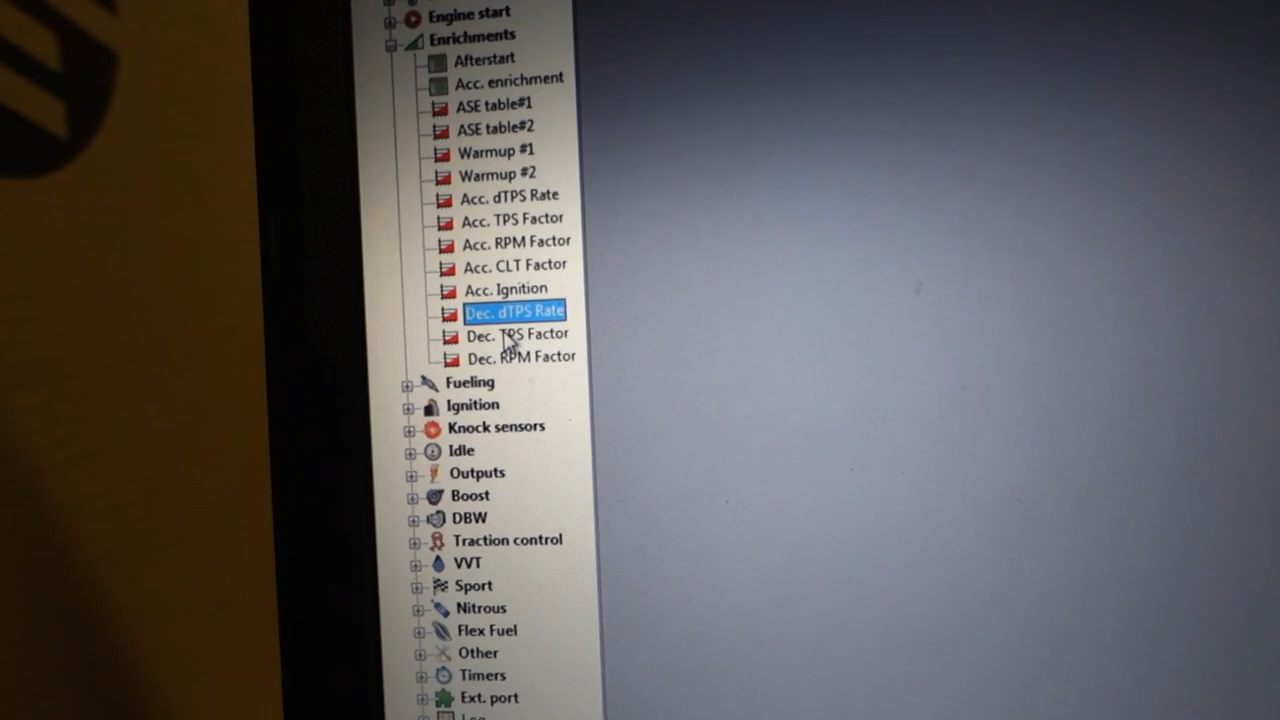 Engine start
Enrichments
Afterstart
Acc. enrichment
ASE table#1
ASE table#2
Warmup #1
Warmup #2
Acc. dTPS Rate
Acc. TPS Factor
Acc. RPM Factor
Acc. CLT Factor
Acc. Ignition
Dec. dTPS Rate
Dec. TPS Factor
Dec. RPM Factor
Fueling
Ignition
Knock sensors
Idle
Outputs
Boost
DBW
Traction control
VVT
Sport
Nitrous
Flex Fuel
Other
Timers
Ext. port